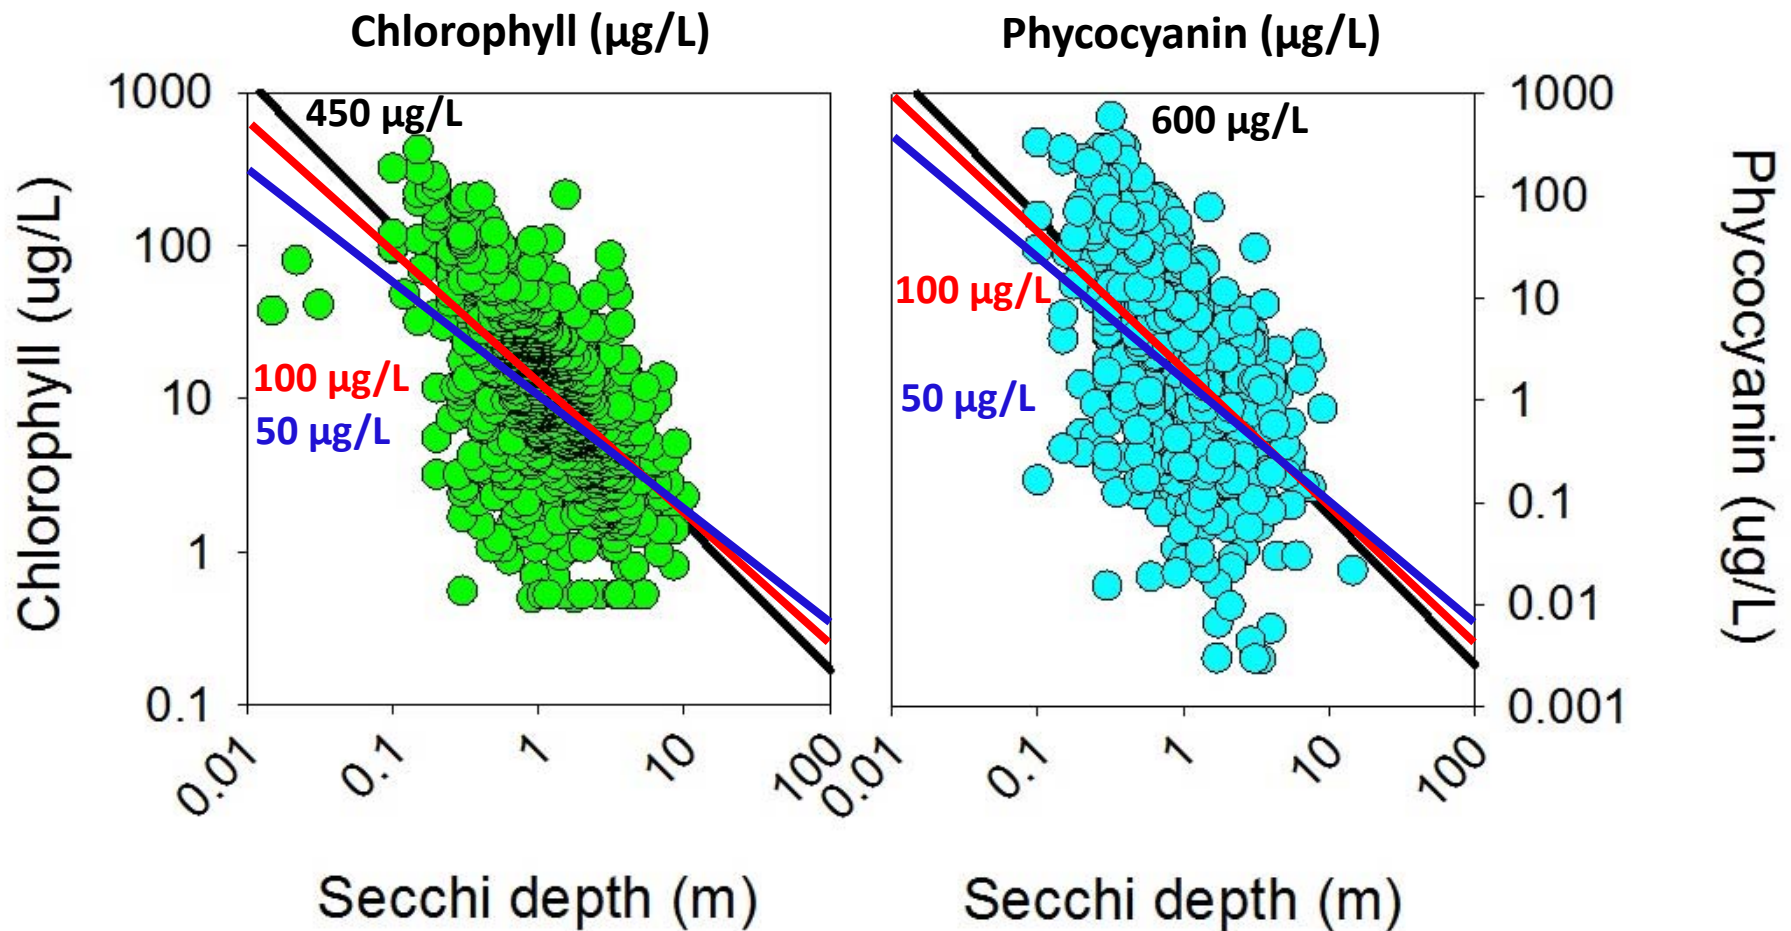 Chlorophyll (µg/L)
Phycocyanin (µg/L)
Chlorophyll (ug/L)
1000
100
10
1
0.1
450 µg/L
100 µg/L
50 µg/L
0.01
0.1
1
10
100
Secchi depth (m)
600 µg/L
100 µg/L
50 µg/L
0.01
0.1
1
10
100
Secchi depth (m)
1000
100
10
1
0.1
0.01
0.001
Phycocyanin (ug/L)